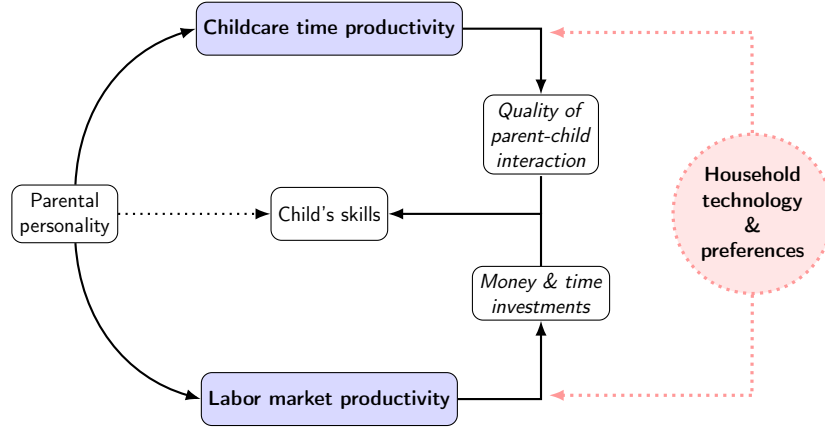 Childcare time productivity
Quality of
parent-child
interaction
Household
technology
&
preferences
Parental
personality
Child's skills
Money & time
investments
Labor market productivity